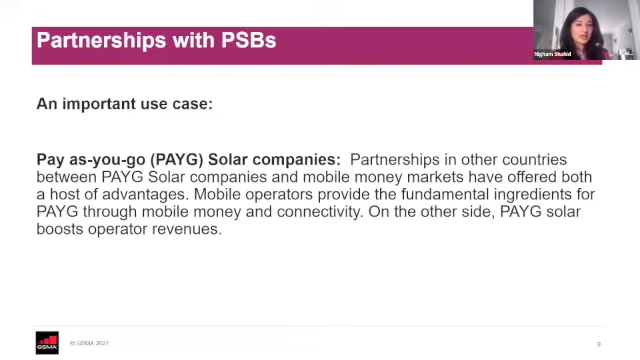 Partnerships with PSBs
Nigham Shahid
An important use case:
Pay as-you-go (PAYG) Solar companies: Partnerships in other countries
between PAYG Solar companies and mobile money markets have offered both
a host of advantages. Mobile operators provide the fundamental ingredients for
PAYG through mobile money and connectivity. On the other side, PAYG solar
boosts operator revenues.
GSMA
© GSMA 2021
9